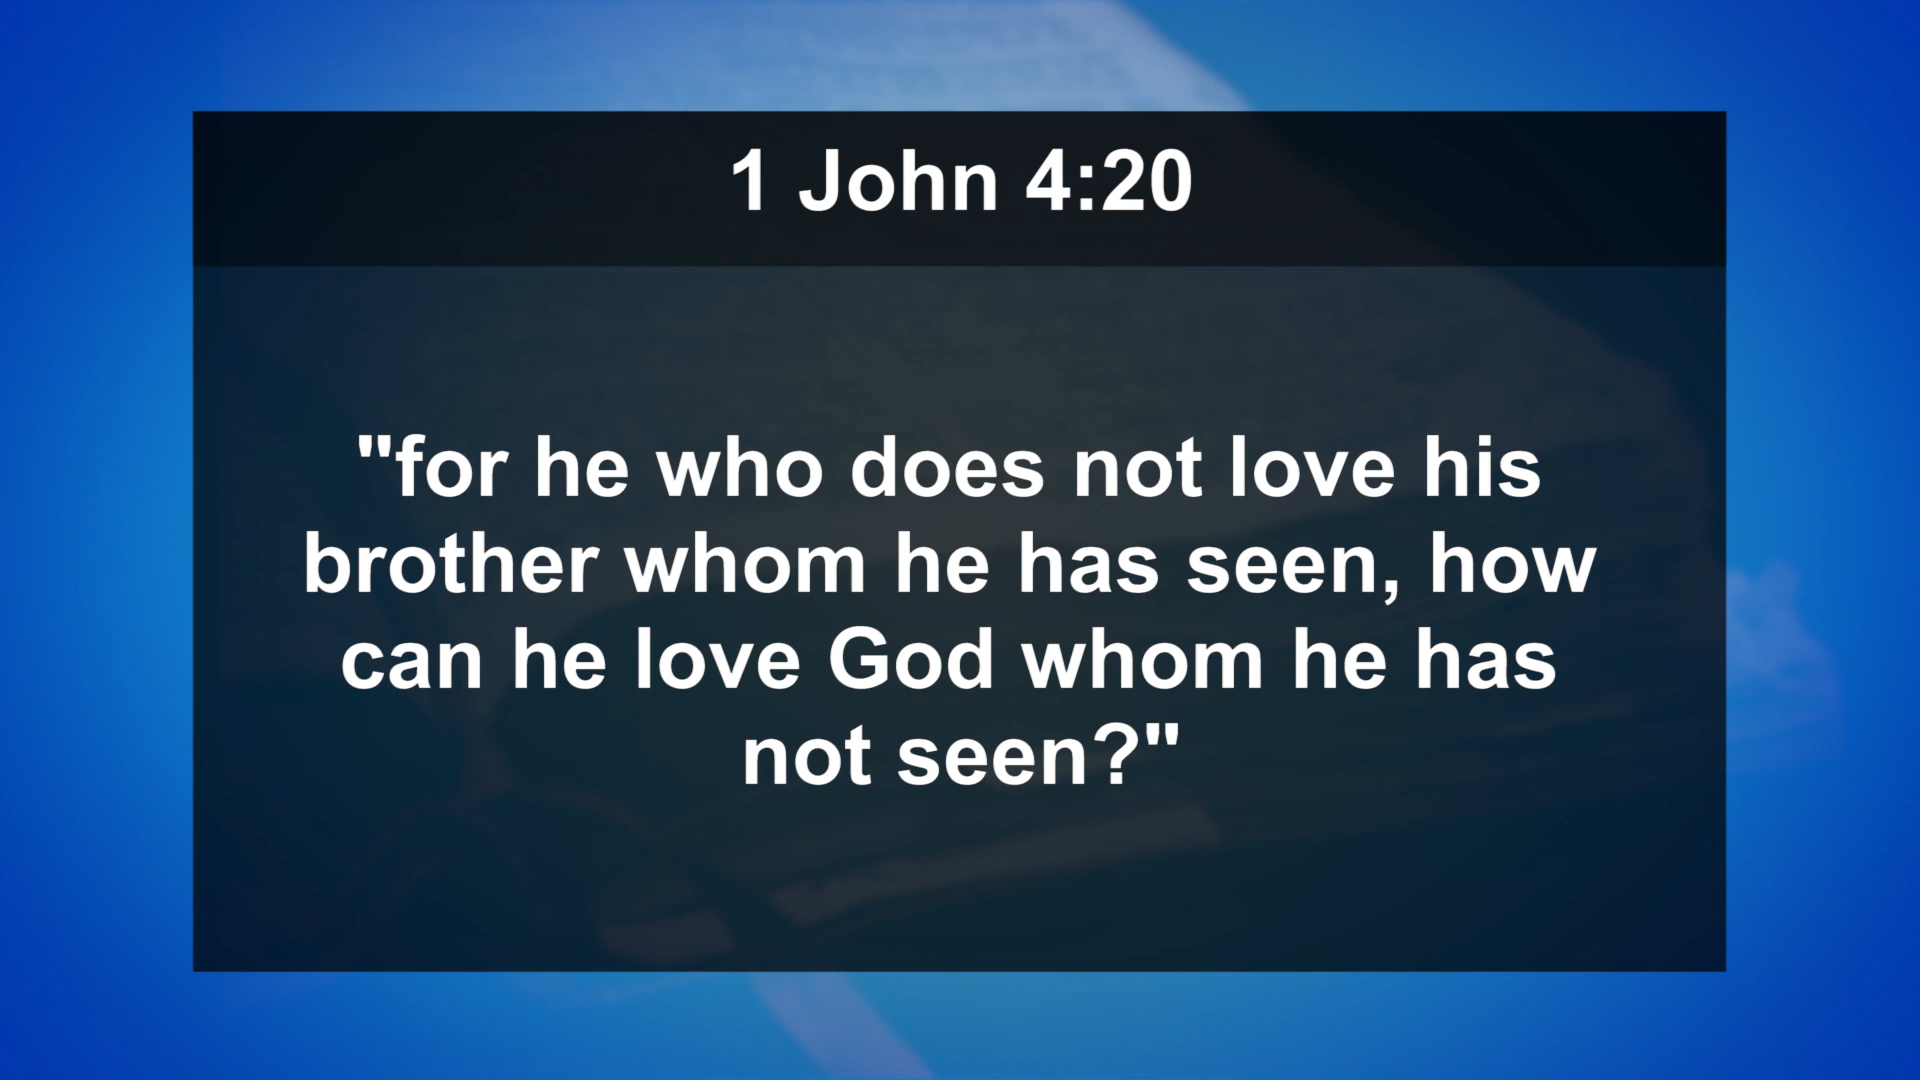 1 John 4:20
"for he who does not love his
brother whom he has seen, how
can he love God whom he has
not seen?"